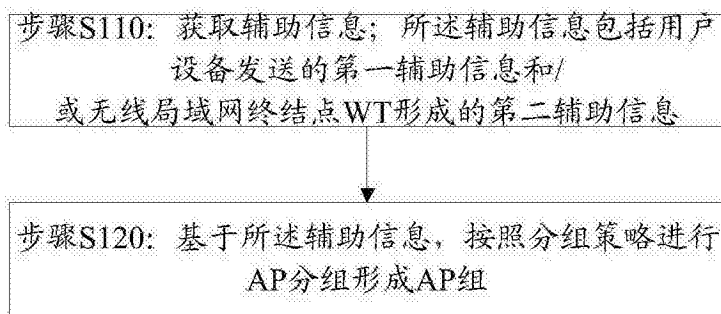 步骤S110：获取辅助信息；所述辅助信息包括用户
设备发送的第一辅助信息和/
或无线局域网终结点WT形成的第二辅助信息
步骤S120：基于所述辅助信息，按照分组策略进行
AP分组形成AP组